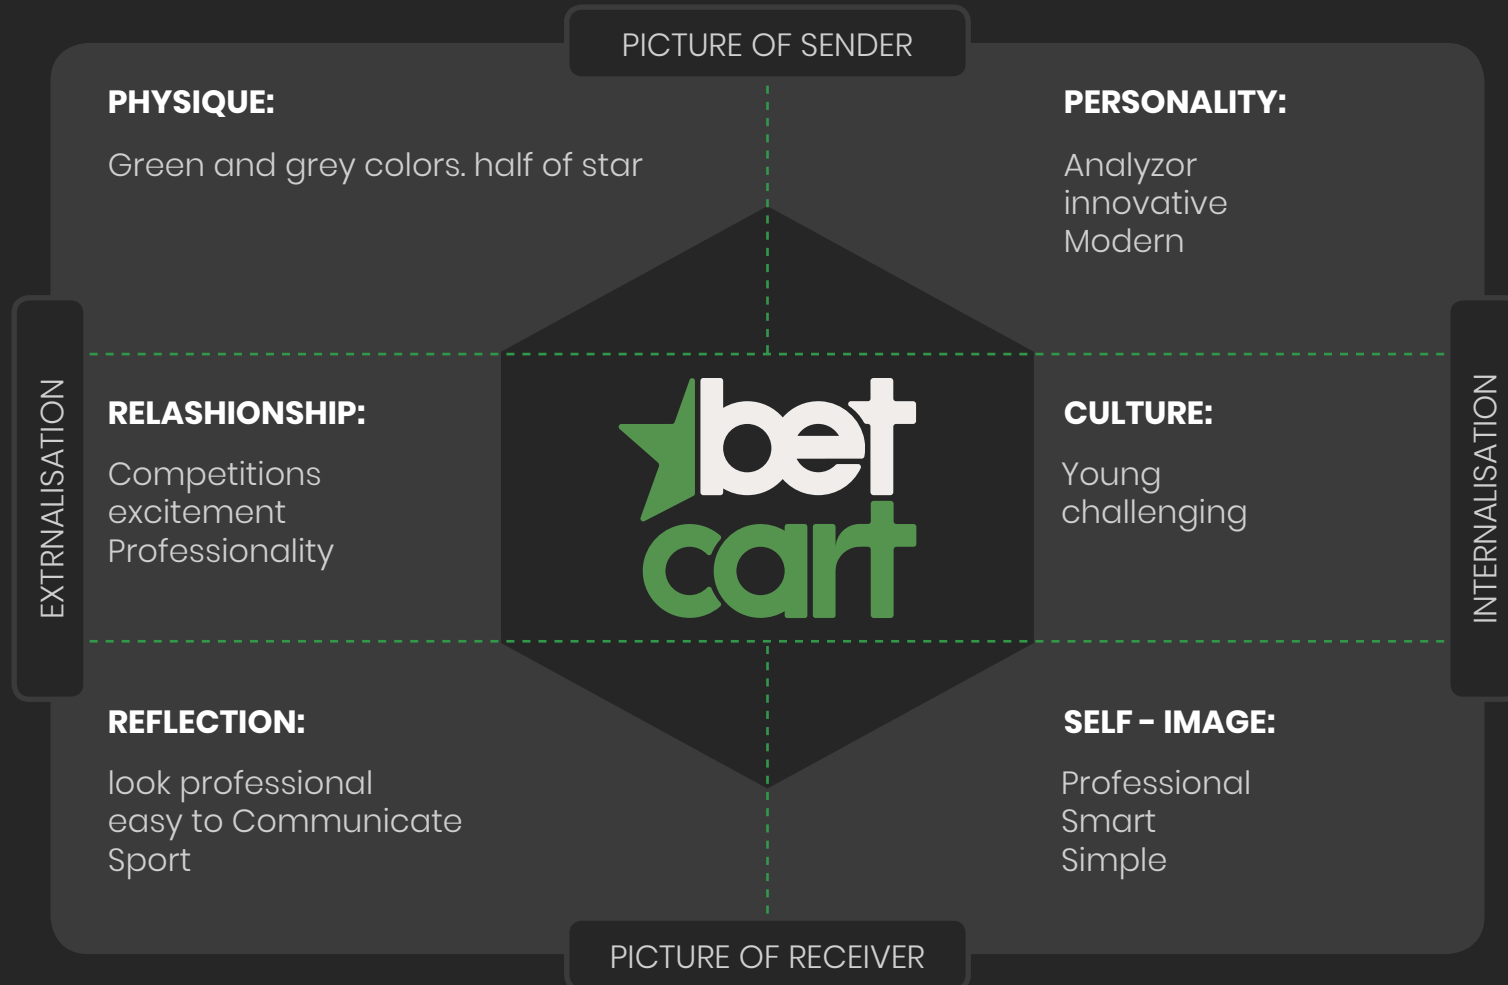 PICTURE OF SENDER
PHYSIQUE:
Green and grey colors. half of star
PERSONALITY:
Analyzor
innovative
Modern
EXTRNALISATION
RELASHIONSHIP:
Competitions
excitement
Professionality
bet
cart
CULTURE:
Young
challenging
INTERNALISATION
REFLECTION:
look professional
easy to Communicate
Sport
SELF - IMAGE:
Professional
Smart
Simple
PICTURE OF RECEIVER